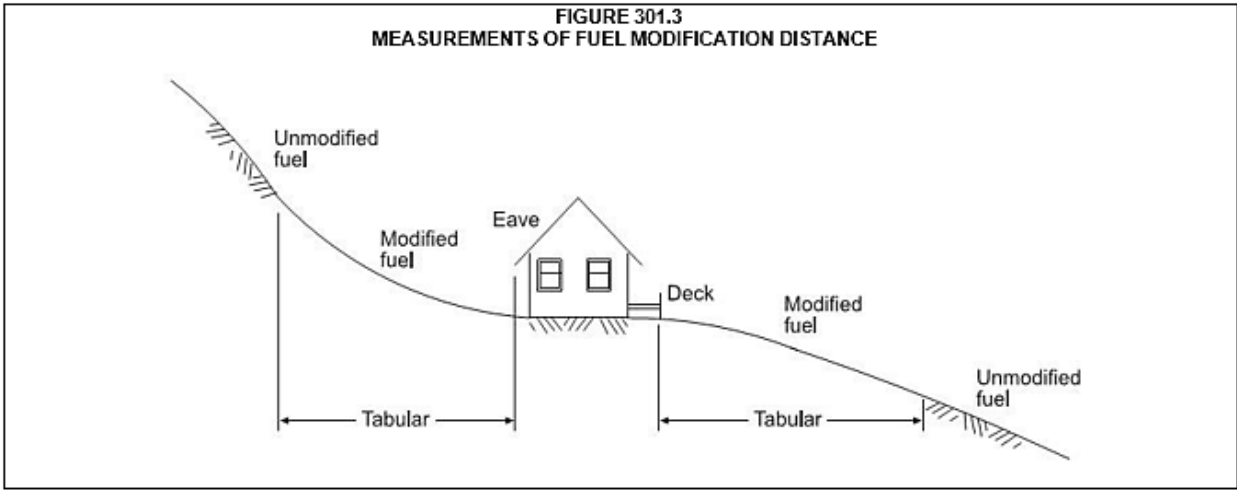 FIGURE 301.3
MEASUREMENTS OF FUEL MODIFICATION DISTANCE
Unmodified
fuel
Modified
fuel
Eave
Deck
Modified
fuel
Unmodified
fuel
Tabular
Tabular